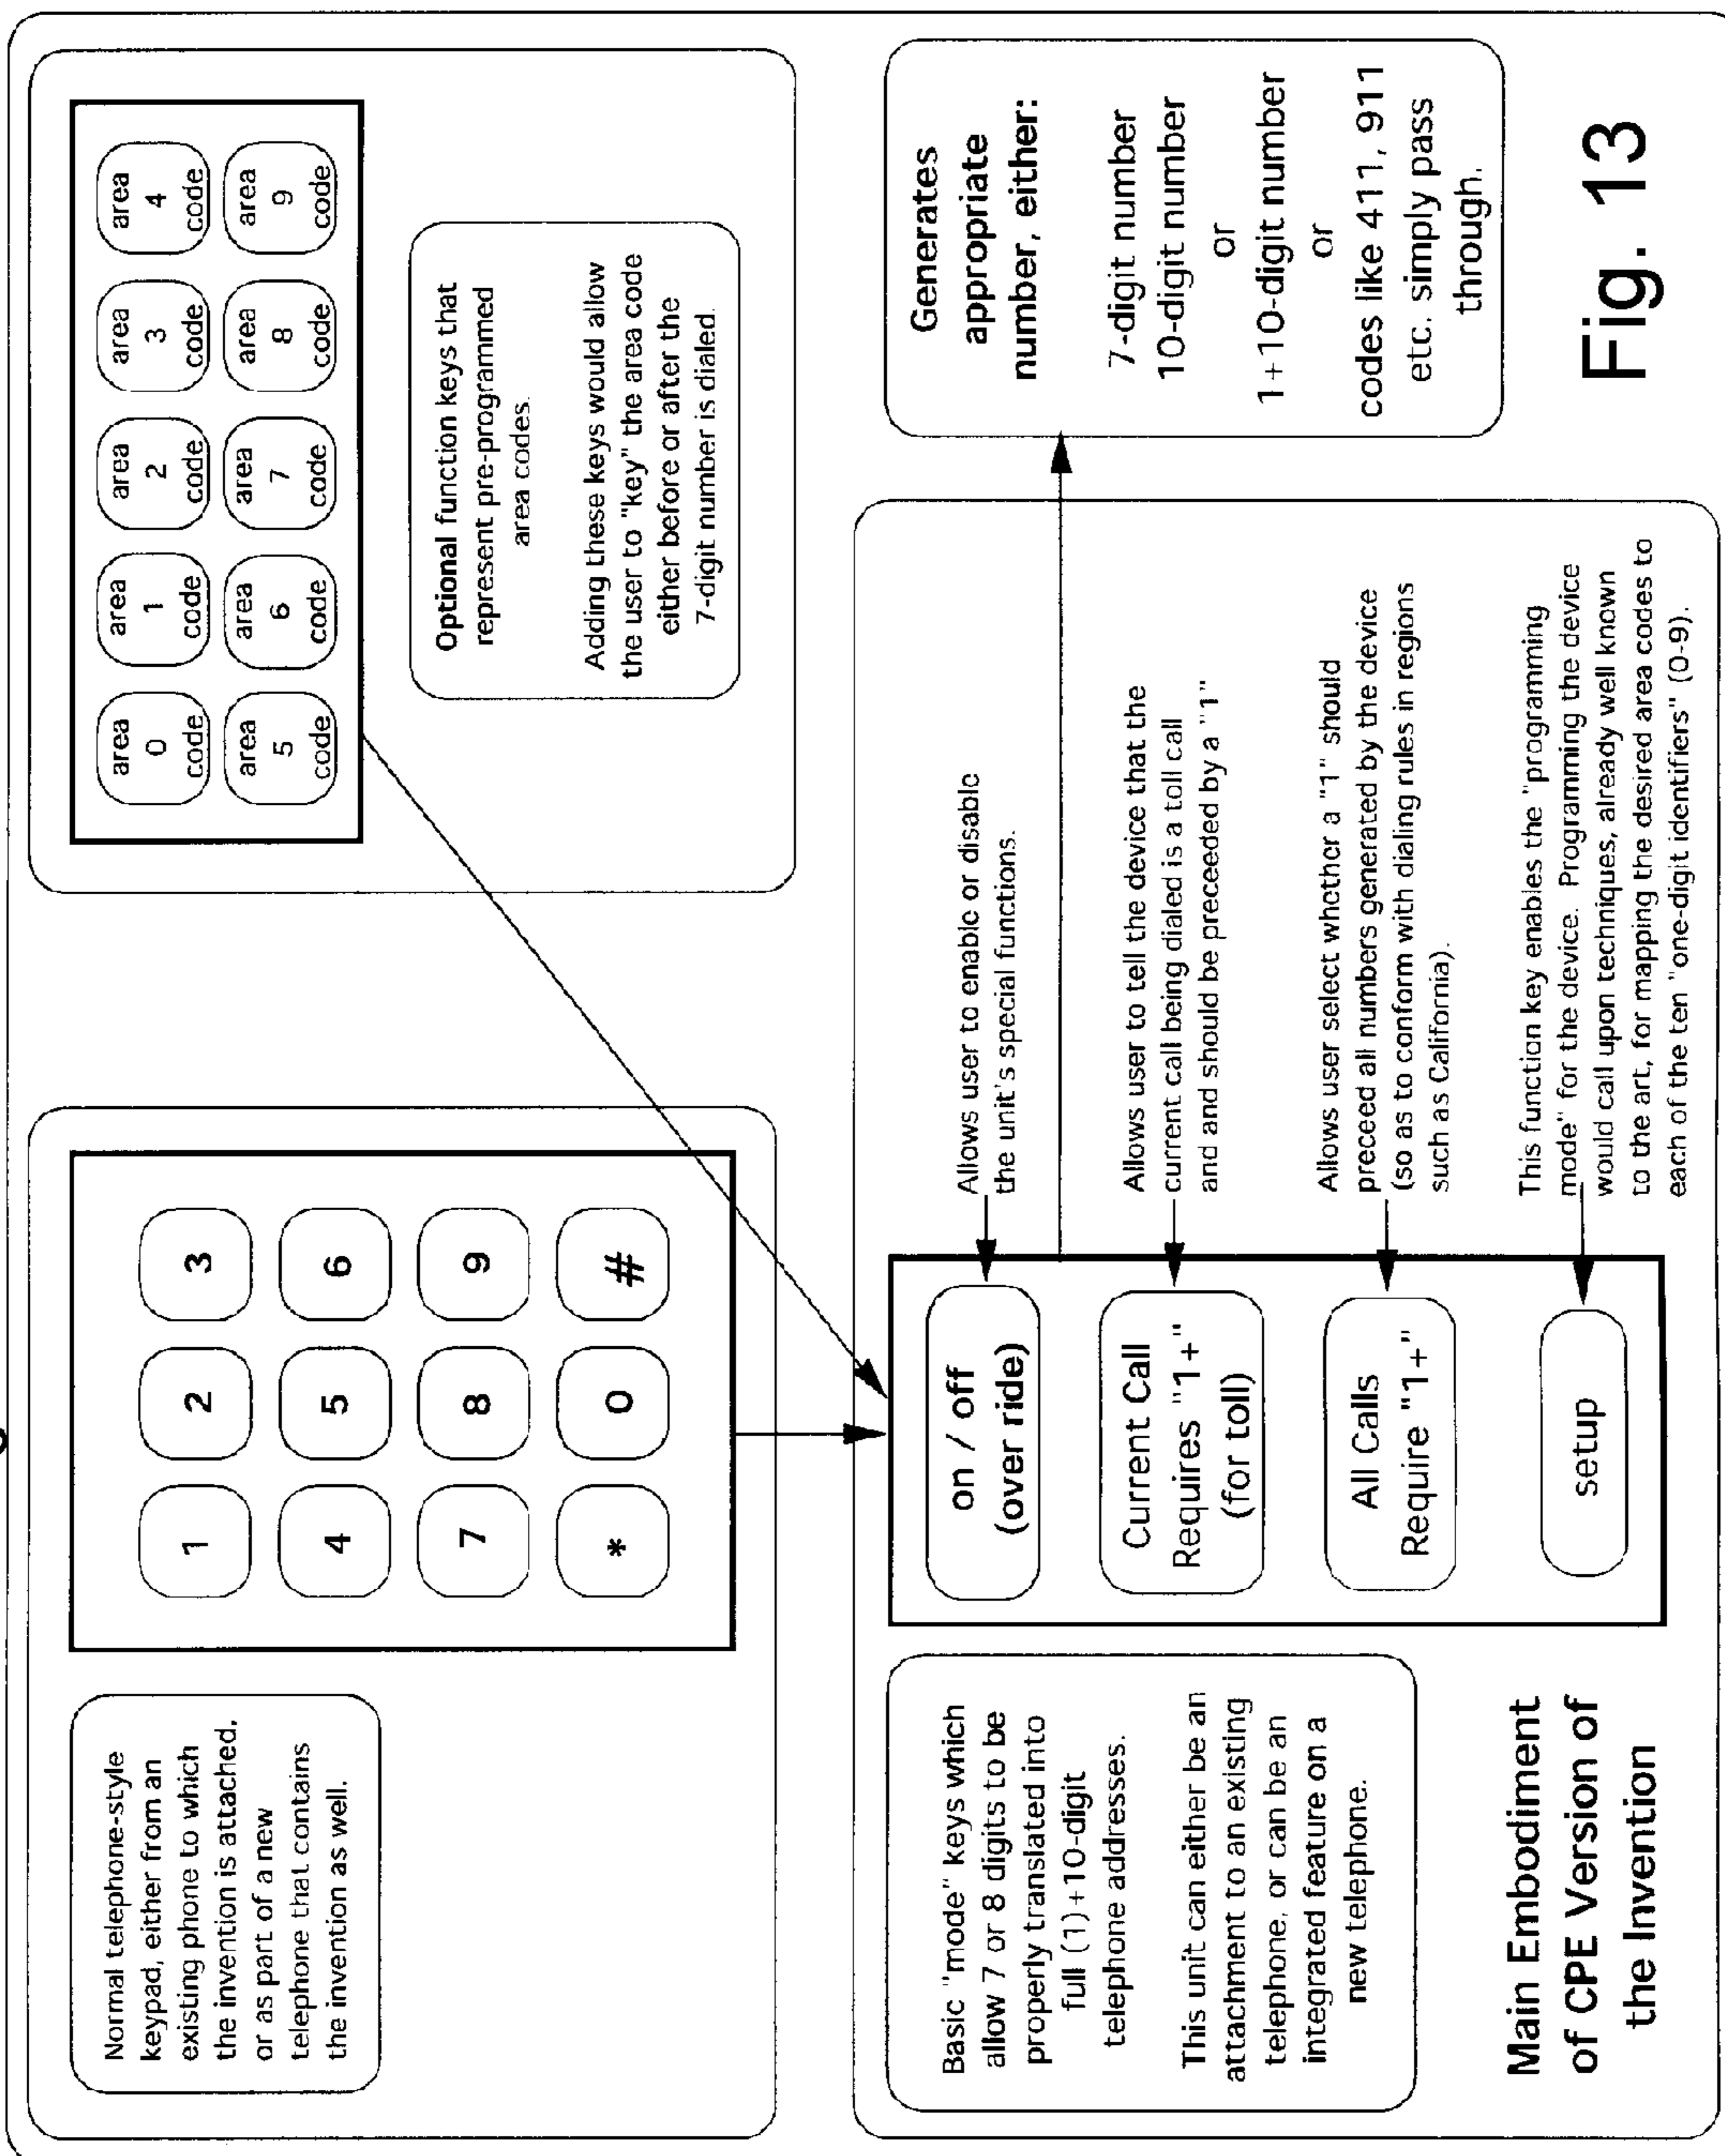 Normal telephone-style
keypad, either from an
existing phone to which
the invention is attached,
or as part of a new
telephone that contains
the invention as well.
1 2 3
4 5 6
7 8 9
* 0 #
area
0
code
area
1
code
area
2
code
area
3
code
area
4
code
area
5
code
area
6
code
area
7
code
area
8
code
area
9
code
Optional function keys that
represent pre-programmed
area codes.
Adding these keys would allow
the user to "key" the area code
either before or after the
7-digit number is dialed.
Basic "mode" keys which
allow 7 or 8 digits to be
properly translated into
full (1)+10-digit
telephone addresses.
This unit can either be an
attachment to an existing
telephone, or can be an
integrated feature on a
new telephone.
Main Embodiment
of CPE Version of
the Invention
on / off
(over ride)
Current Call
Requires "1+"
(for toll)
All Calls
Require "1+"
setup
Allows user to enable or disable
the unit's special functions.
Allows user to tell the device that the
current call being dialed is a toll call
and and should be preceeded by a "1"
Allows user select whether a "1" should
preceed all numbers generated by the device
(so as to conform with dialing rules in regions
such as California).
This function key enables the "programming
mode" for the device. Programming the device
would call upon techniques, already well known
to the art, for mapping the desired area codes to
each of the ten "one-digit identifiers" (0-9).
Generates
appropriate
number, either:
7-digit number
10-digit number
or
1+10-digit number
or
codes like 411, 911
etc. simply pass
through.
Fig. 13